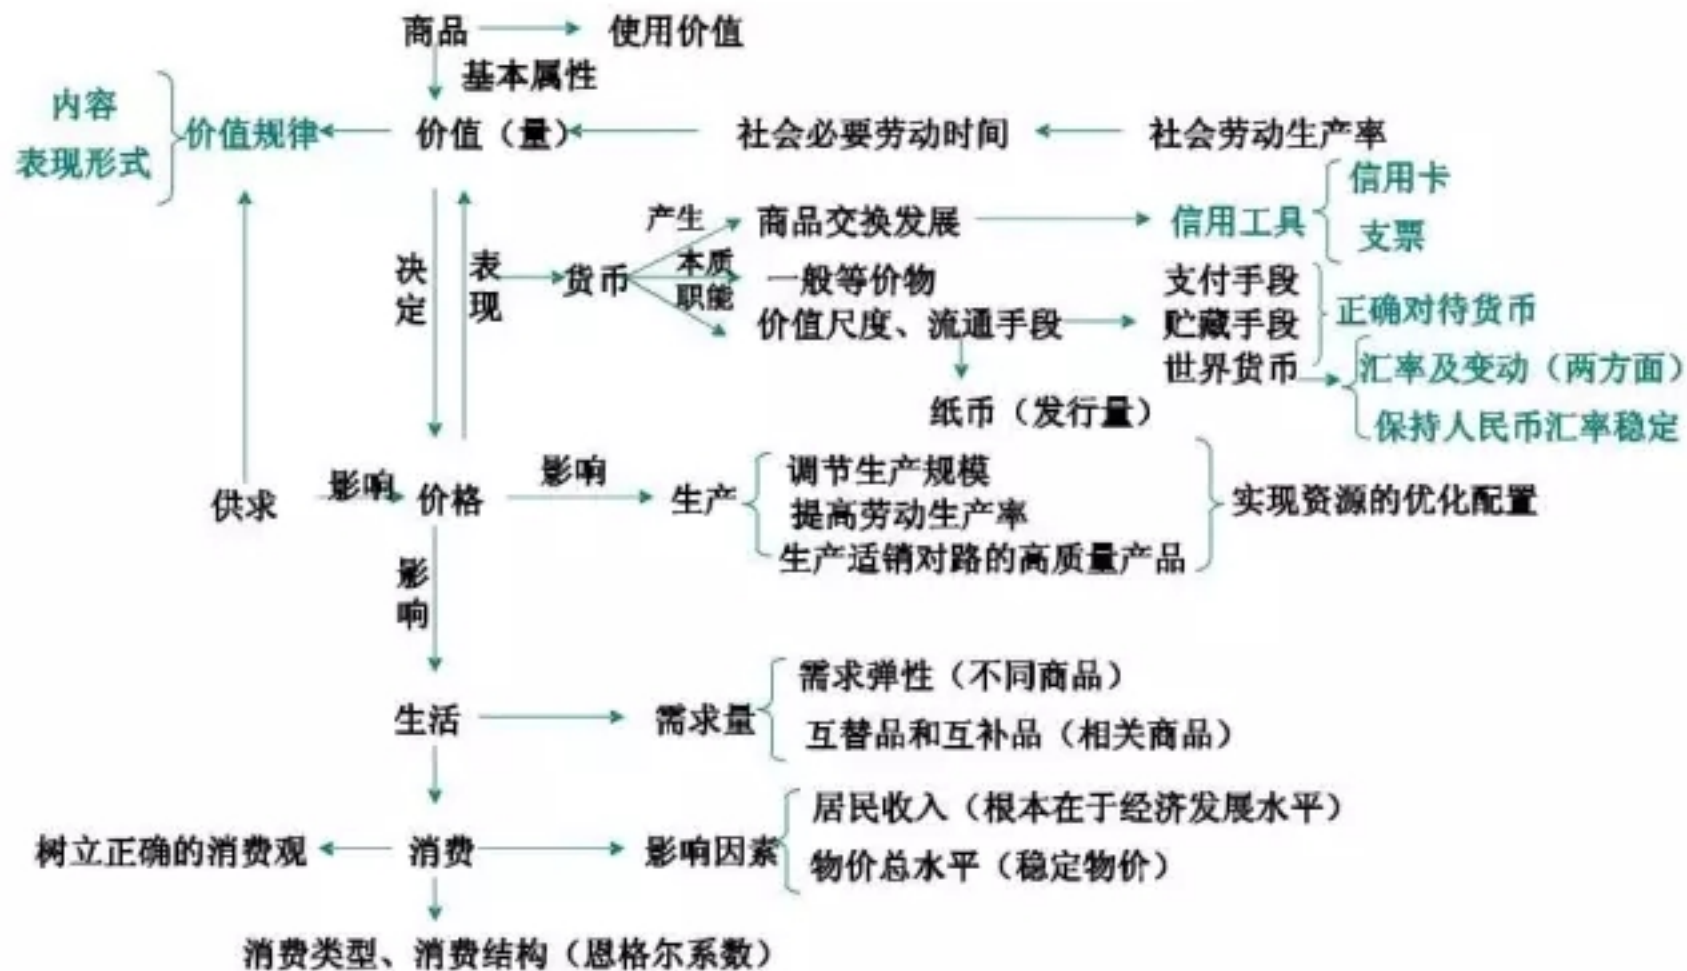 商品 使用价值
基本属性
内容
表现形式
价值规律 价值（量） 社会必要劳动时间 社会劳动生产率
信用卡
支票
产生 商品交换发展 信用工具
决定
表现
货币
本质 一般等价物
职能 价值尺度、流通手段
支付手段
贮藏手段
世界货币
正确对待货币
汇率及变动（两方面）
保持人民币汇率稳定
纸币（发行量）
供求 影响 价格 影响 生产
调节生产规模
提高劳动生产率
生产适销对路的高质量产品
实现资源的优化配置
影响
生活 需求量
需求弹性（不同商品）
互替品和互补品（相关商品）
树立正确的消费观 消费 影响因素
居民收入（根本在于经济发展水平）
物价总水平（稳定物价）
消费类型、消费结构（恩格尔系数）